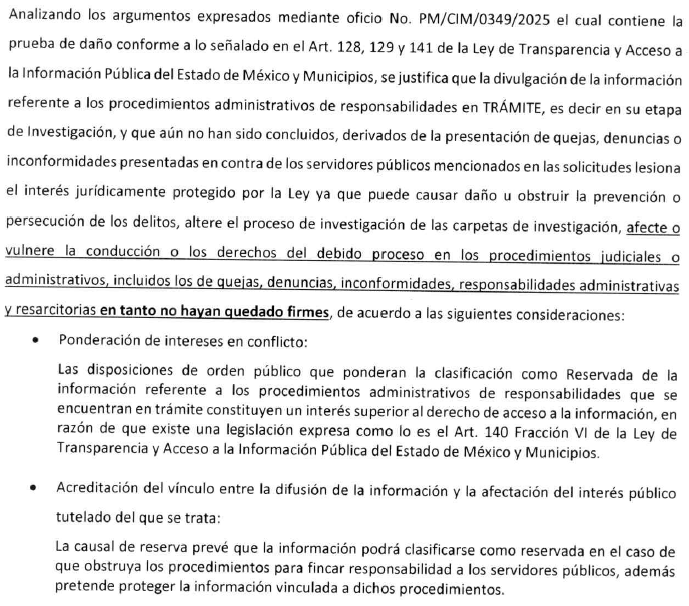 Analizando los argumentos expresados mediante oficio No. PM/CIM/0349/2025 el cual contiene la
prueba de daño conforme a lo señalado en el Art. 128, 129 y 141 de la Ley de Transparencia y Acceso a
la Información Pública del Estado de México y Municipios, se justifica que la divulgación de la información
referente a los procedimientos administrativos de responsabilidades en TRÁMITE, es decir en su etapa
de Investigación, y que aún no han sido concluidos, derivados de la presentación de quejas, denuncias o
inconformidades presentadas en contra de los servidores públicos mencionados en las solicitudes lesiona
el interés jurídicamente protegido por la Ley ya que puede causar daño u obstruir la prevención o
persecución de los delitos, altere el proceso de investigación de las carpetas de investigación, afecte o
vulnere la conducción o los derechos del debido proceso en los procedimientos judiciales o
administrativos, incluidos los de quejas, denuncias, inconformidades, responsabilidades administrativas
y resarcitorias en tanto no hayan quedado firmes, de acuerdo a las siguientes consideraciones:
• Ponderación de intereses en conflicto:
Las disposiciones de orden público que ponderan la clasificación como Reservada de la
información referente a los procedimientos administrativos de responsabilidades que se
encuentran en trámite constituyen un interés superior al derecho de acceso a la información, en
razón de que existe una legislación expresa como lo es el Art. 140 Fracción VI de la Ley de
Transparencia y Acceso a la Información Pública del Estado de México y Municipios.
• Acreditación del vínculo entre la difusión de la información y la afectación del interés público
tutelado del que se trata:
La causal de reserva prevé que la información podrá clasificarse como reservada en el caso de
que obstruya los procedimientos para fincar responsabilidad a los servidores públicos, además
pretende proteger la información vinculada a dichos procedimientos.